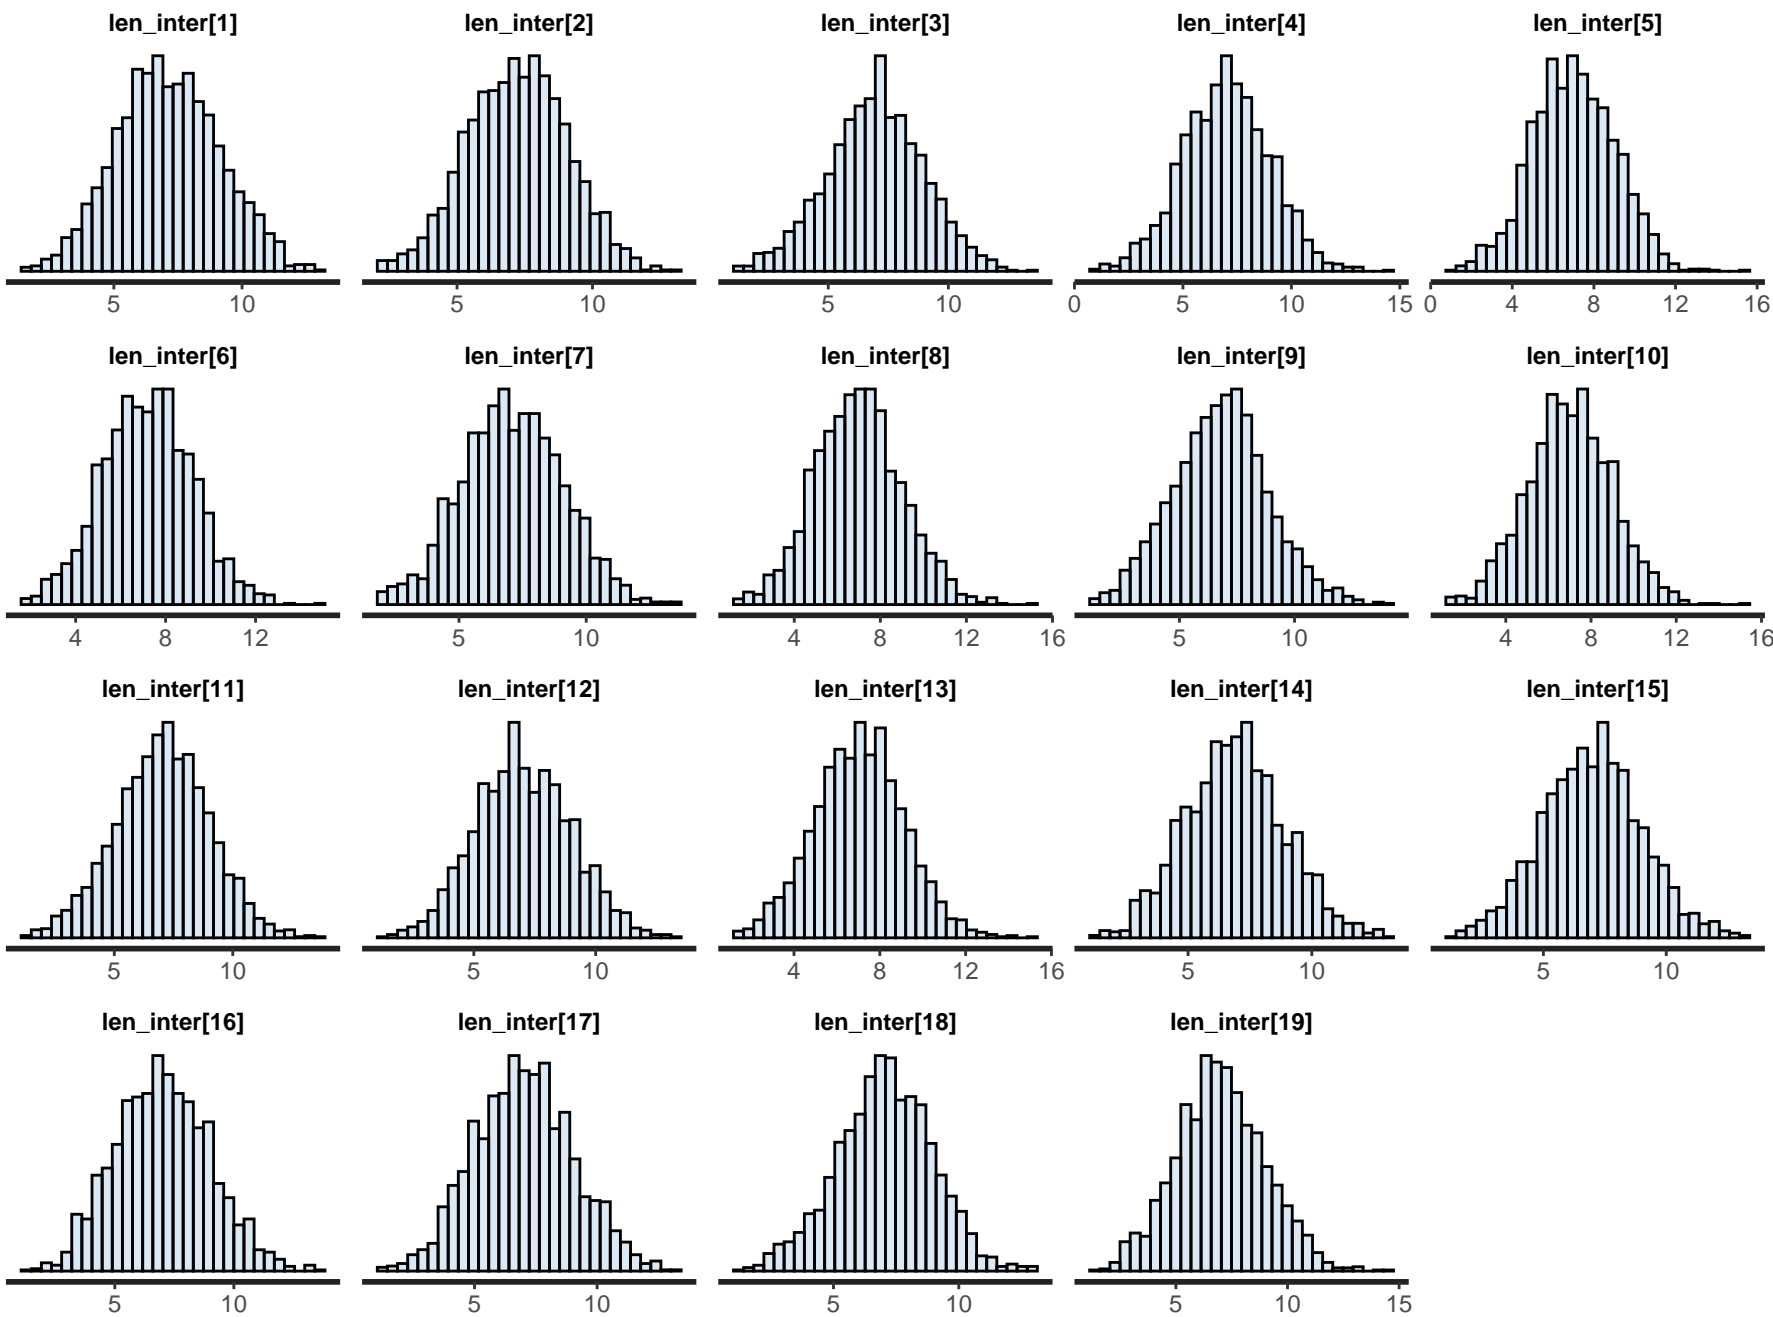 len_inter[1] len_inter[2] len_inter[3] len_inter[4] len_inter[5]
5 10 5 10 5 10 0 5 10 15 0 4 8 12 16
len_inter[6] len_inter[7] len_inter[8] len_inter[9] len_inter[10]
4 8 12 5 10 4 8 12 16 5 10 4 8 12 16
len_inter[11] len_inter[12] len_inter[13] len_inter[14] len_inter[15]
5 10 5 10 4 8 12 16 5 10 5 10
len_inter[16] len_inter[17] len_inter[18] len_inter[19]
5 10 5 10 5 10 5 10 15